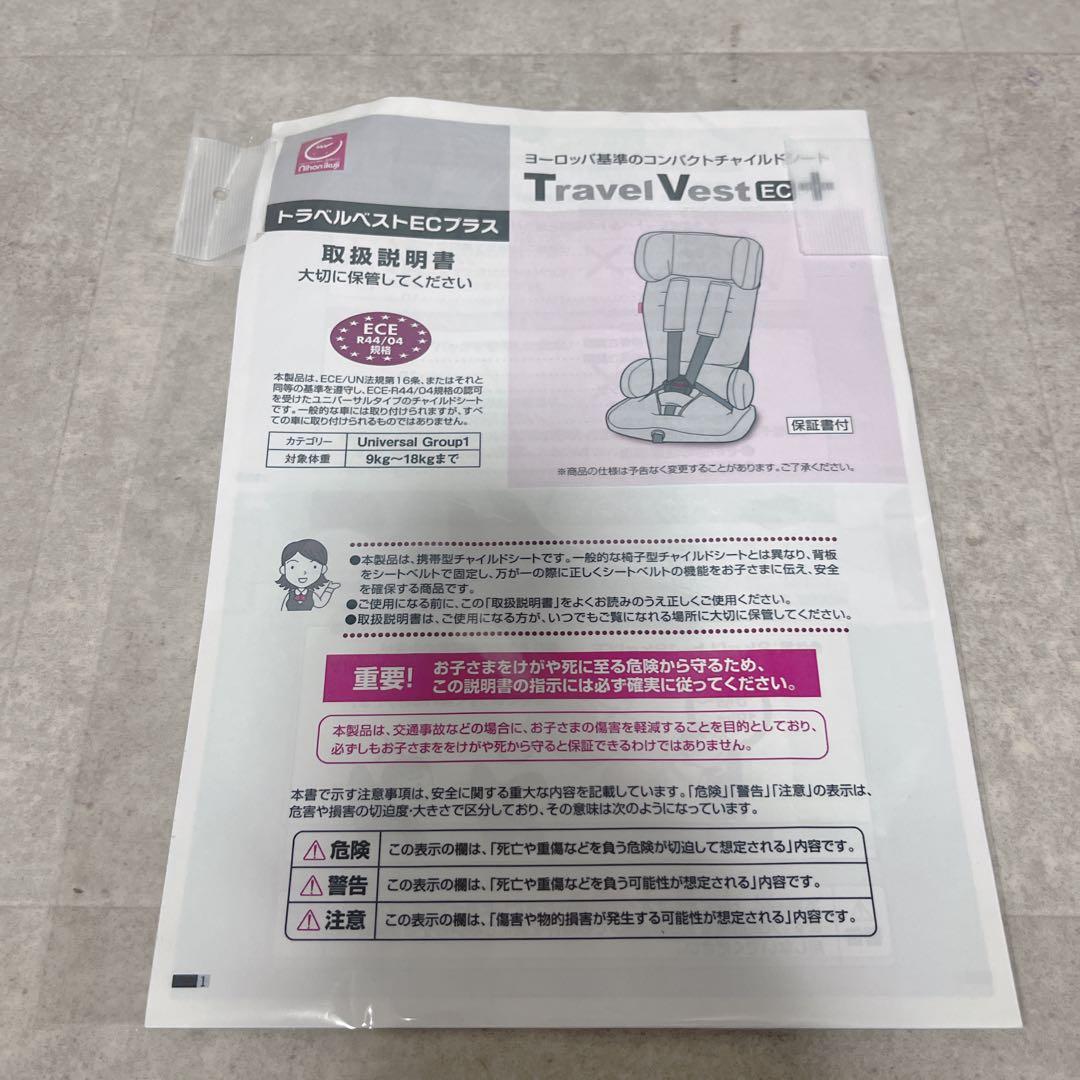 nihon ikuji
ヨーロッパ基準のコンパクトチャイルドシート
Travel Vest EC+
トラベルベストECプラス
取扱説明書
大切に保管してください
ECE
R44/04
規格
本製品は、ECE/UN法規第16条、またはそれと
同等の基準を遵守し、ECE-R44/04規格の認可
を受けたユニバーサルタイプのチャイルドシート
です。一般的な車には取り付けられますが、すべ
ての車に取り付けられるものではありません。
カテゴリー Universal Group1
対象体重 9kg〜18kgまで
保証書付
※商品の仕様は予告なく変更することがあります。ご了承ください。
●本製品は、携帯型チャイルドシートです。一般的な椅子型チャイルドシートとは異なり、背板
をシートベルトで固定し、万が一の際に正しくシートベルトの機能をお子さまに伝え、安全
を確保する商品です。
●ご使用になる前に、この「取扱説明書」をよくお読みのうえ正しくご使用ください。
●取扱説明書は、ご使用になる方が、いつでもご覧になれる場所に大切に保管してください。
重要! お子さまをけがや死に至る危険から守るため、
この説明書の指示には必ず確実に従ってください。
本製品は、交通事故などの場合に、お子さまの傷害を軽減することを目的としており、
必ずしもお子さまををけがや死から守ると保証できるわけではありません。
本書で示す注意事項は、安全に関する重大な内容を記載しています。「危険」「警告」「注意」の表示は、
危害や損害の切迫度・大きさで区分しており、その意味は次のようになっています。
⚠危険 この表示の欄は、「死亡や重傷などを負う危険が切迫して想定される」内容です。
⚠警告 この表示の欄は、「死亡や重傷などを負う可能性が想定される」内容です。
⚠注意 この表示の欄は、「傷害や物的損害が発生する可能性が想定される」内容です。
1